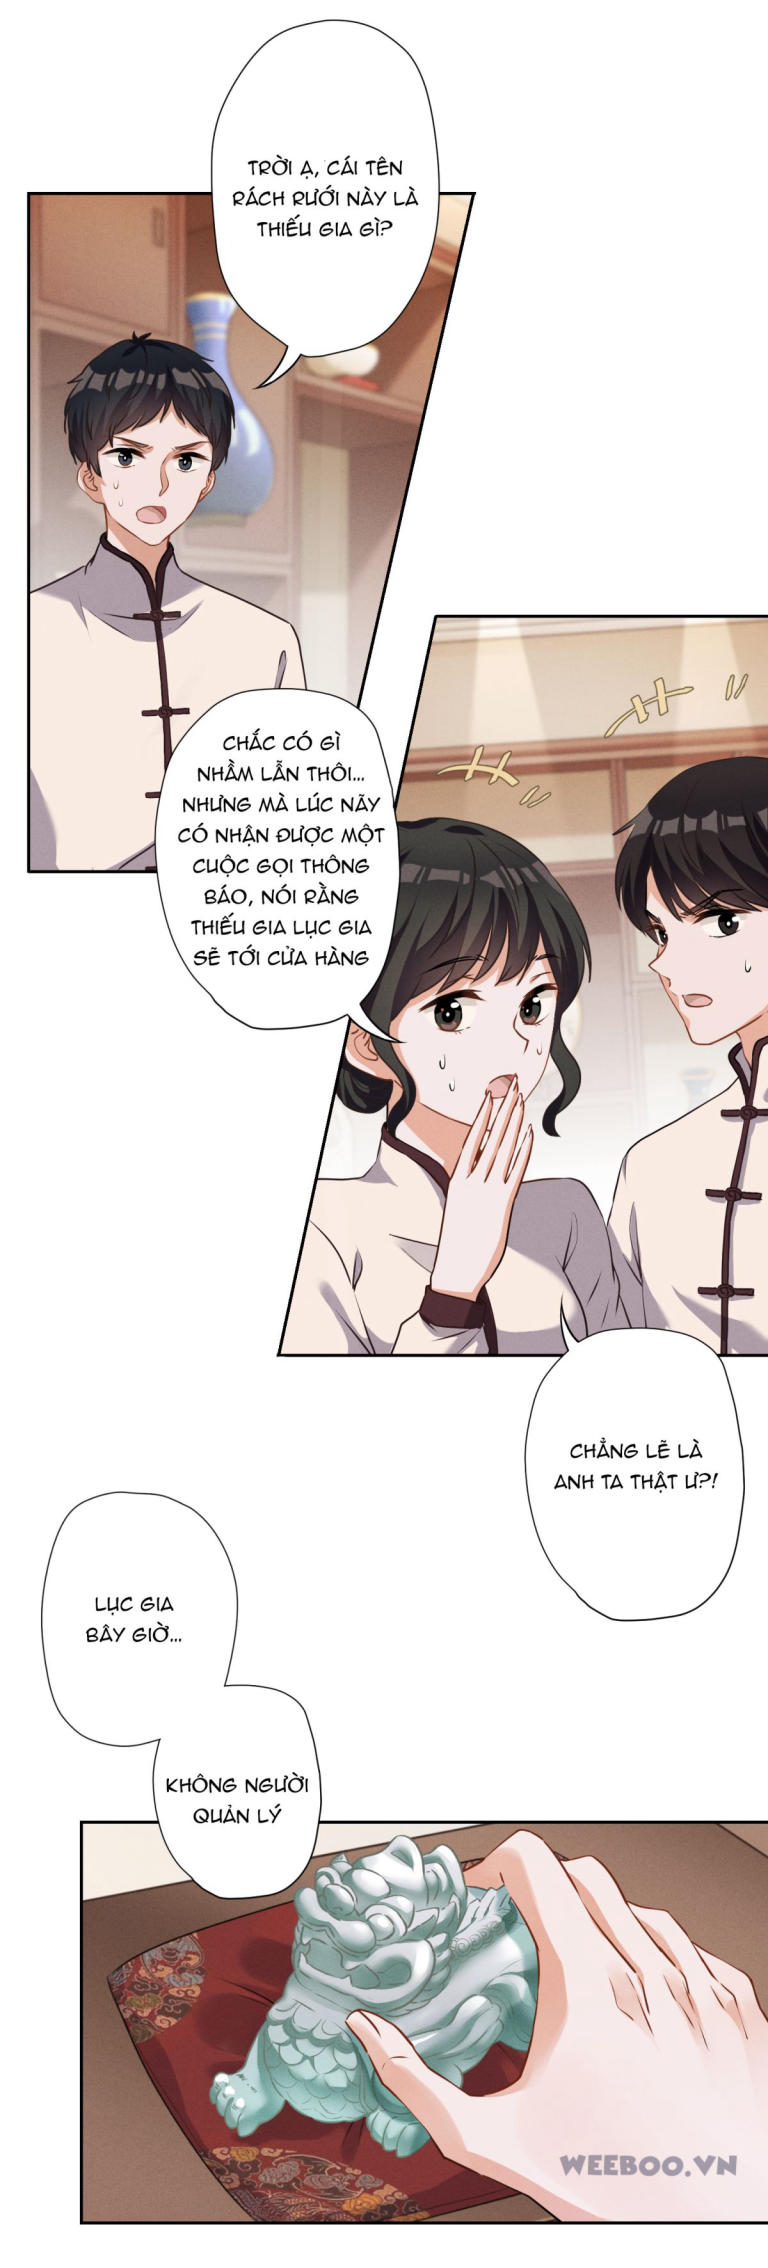 TRỜI Ạ, CÁI TÊN
RÁCH RƯỚI NÀY LÀ
THIẾU GIA GÌ?
CHẮC CÓ GÌ
NHẦM LẪN THÔI...
NHƯNG MÀ LÚC NÃY
CÓ NHẬN ĐƯỢC MỘT
CUỘC GỌI THÔNG
BÁO, NÓI RẰNG
THIẾU GIA LỤC GIA
SẼ TỚI CỬA HÀNG
CHẲNG LẼ LÀ
ANH TA THẬT Ư?!
LỤC GIA
BÂY GIỜ...
KHÔNG NGƯỜI
QUẢN LÝ
WEEBOO.VN